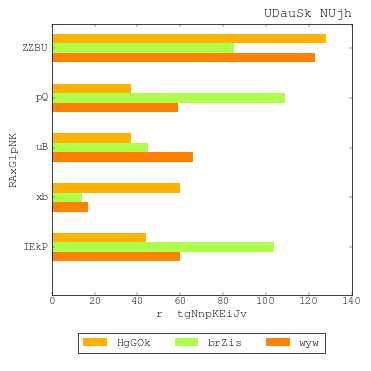 UDauSk NUjh
RAxGlpNK
ZZBU
pQ
uB
xb
IEkP
0 20 40 60 80 100 120 140
r tgNnpKEiJv
HgGOk brZis wyw